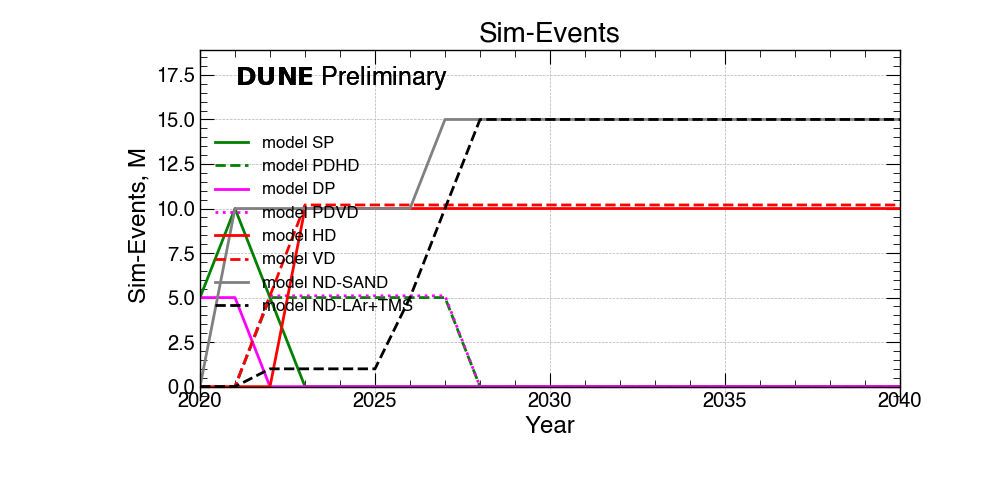 Sim-Events
DUNE Preliminary
Sim-Events, M
17.5
15.0
12.5
10.0
7.5
5.0
2.5
0.0
model SP
model PDHD
model DP
model PDVD
model HD
model VD
model ND-SAND
model ND-LAr+TMS
2020 2025 2030 2035 2040
Year